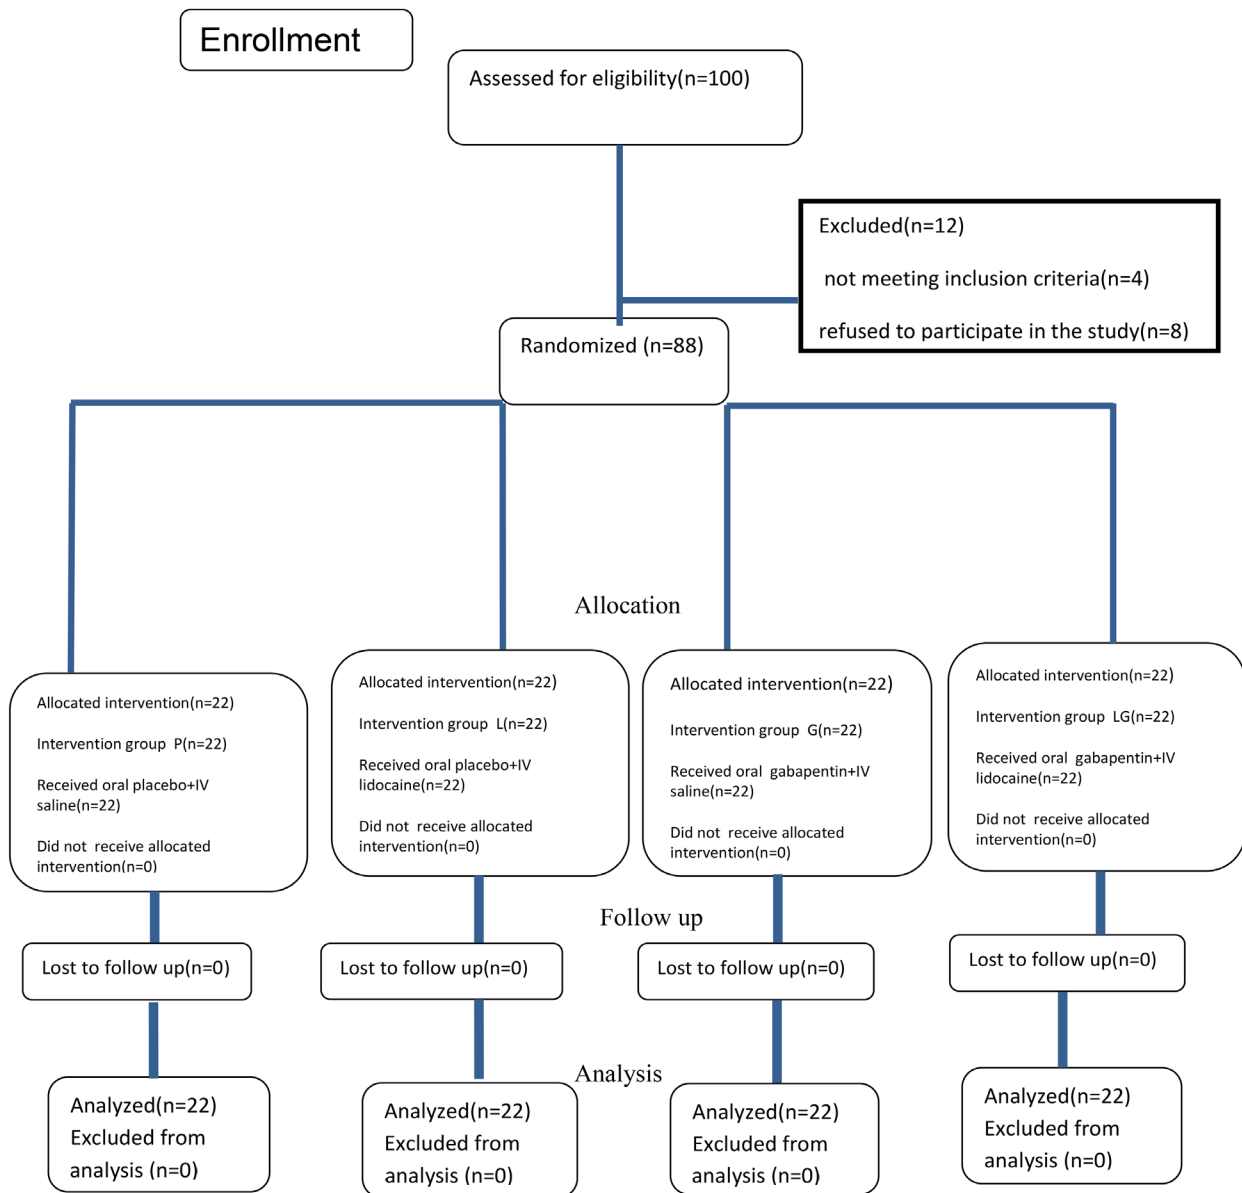 Enrollment
Assessed for eligibility(n=100)
Excluded(n=12)
not meeting inclusion criteria(n=4)
refused to participate in the study(n=8)
Randomized (n=88)
Allocation
Allocated intervention(n=22)
Intervention group P(n=22)
Received oral placebo+IV
saline(n=22)
Did not receive allocated
intervention(n=0)
Allocated intervention(n=22)
Intervention group L(n=22)
Received oral placebo+IV
lidocaine(n=22)
Did not receive allocated
intervention(n=0)
Allocated intervention(n=22)
Intervention group G(n=22)
Received oral gabapentin+IV
saline(n=22)
Did not receive allocated
intervention(n=0)
Allocated intervention(n=22)
Intervention group LG(n=22)
Received oral gabapentin+IV
lidocaine(n=22)
Did not receive allocated
intervention(n=0)
Follow up
Lost to follow up(n=0)
Lost to follow up(n=0)
Lost to follow up(n=0)
Lost to follow up(n=0)
Analysis
Analyzed(n=22)
Excluded from
analysis (n=0)
Analyzed(n=22)
Excluded from
analysis (n=0)
Analyzed(n=22)
Excluded from
analysis (n=0)
Analyzed(n=22)
Excluded from
analysis (n=0)